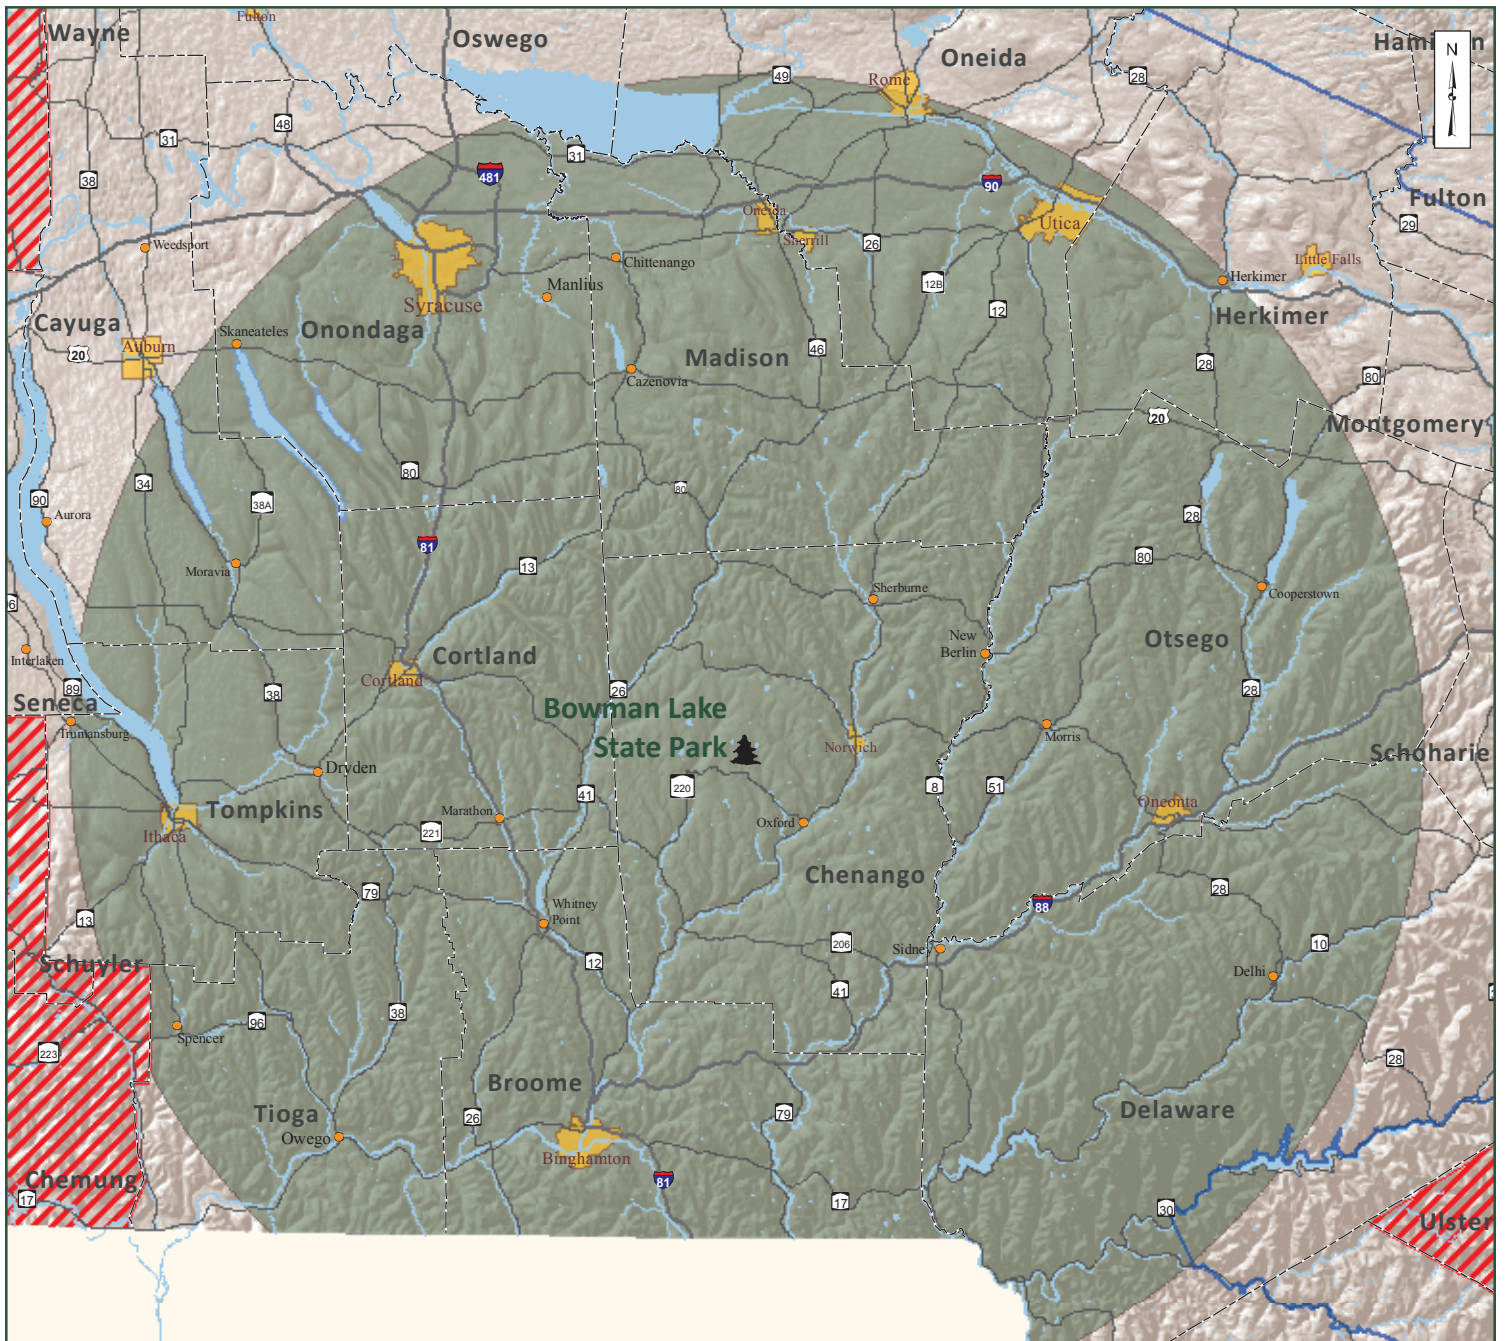 Fulton
Wayne
Oswego
Oneida
Hamilton
N
49
28
Rome
48
31
31
481
38
90
Fulton
29
Oneida
Utica
Sherrill
26
Weedsport
Chittenango
Herkimer
Little Falls
12B
Manlius
Syracuse
12
Cayuga
Skaneateles
Onondaga
Herkimer
20
Auburn
Madison
46
28
80
Cazenovia
20
Montgomery
80
34
38A
80
90
Aurora
28
81
13
80
Moravia
Sherburne
Cooperstown
6
New
Berlin
Otsego
Interlaken
Cortland
Cortland
89
38
26
28
Seneca
Bowman Lake
State Park
Trumansburg
Norwich
Morris
Schoharie
Dryden
220
8
51
41
Oneonta
Tompkins
Marathon
Oxford
Ithaca
221
Chenango
79
28
88
Whitney
Point
13
206
Sidney
10
Schuyler
12
Delhi
41
38
96
Spencer
223
28
Broome
Tioga
26
79
Delaware
Owego
Binghamton
Chemung
81
17
17
30
Ulster